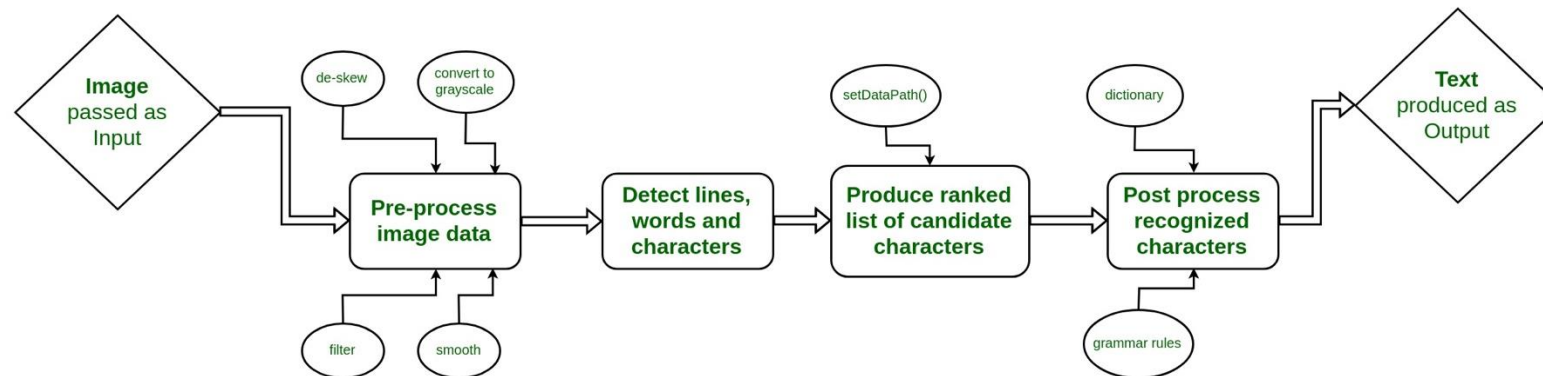 Image
passed as
Input
de-skew
convert to
grayscale
Pre-process
image data
filter
smooth
Detect lines,
words and
characters
setDataPath()
Produce ranked
list of candidate
characters
dictionary
Post process
recognized
characters
grammar rules
Text
produced as
Output